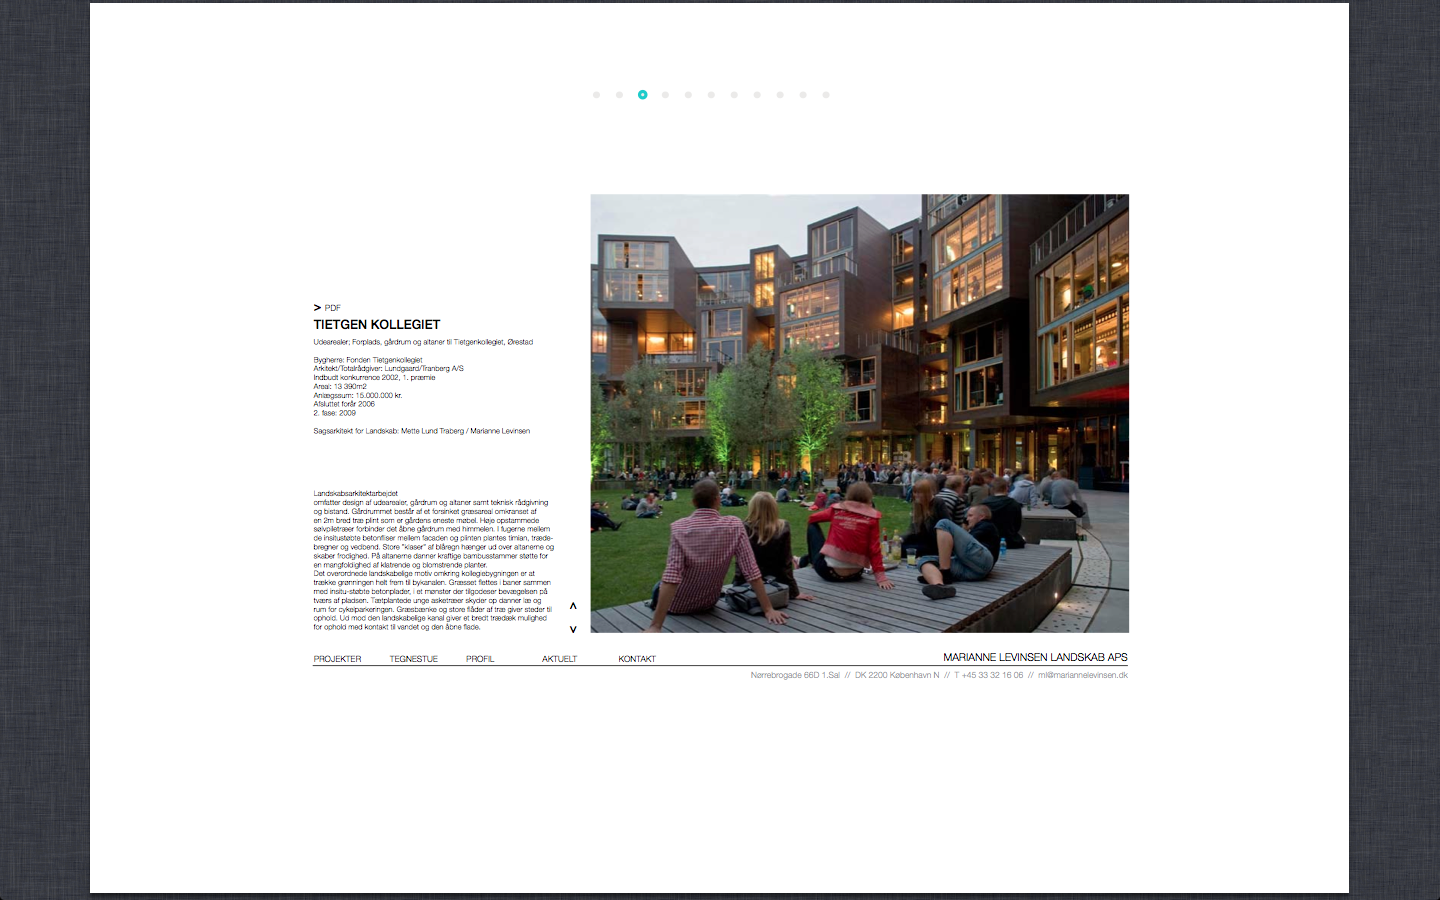 > PDF
TIETGEN KOLLEGIET
Udearealer; Forplads, gårdrum og altaner til Tietgenkollegiet, Ørestad
Bygherre: Fonden Tietgenkollegiet
Arkitekt/Totalrådgiver: Lundgaard/Tranberg A/S
Indbudt konkurrence 2002, 1. præmie
Areal: 13.390m2
Anlægssum: 15.000.000 kr.
Afsluttet forår 2006
2. fase: 2009
Sagsarkitekt for Landskab: Mette Lund Traberg / Marianne Levinsen
Landskabsarkitektarbejdet
omfatter design af udearealer, gårdrum og altaner samt teknisk rådgivning
og bistand. Gårdrummet består af et forsinket græsareal omkranset af
en 2m bred træ plint som er gårdens eneste møbel. Høje opstammede
sølvpiletræer forbinder det åbne gårdrum med himmelen. I fugerne mellem
de insitustøbte betonfliser mellem facaden og plinten plantes timian, træde-
bregner og vedbend. Store "klaser" af blåregn hænger ud over altanerne og
skaber frodighed. På altanerne danner kraftige bambusstammer støtte for
en mangfoldighed af klatrende og blomstrende planter.
Det overordnede landskabelige motiv omkring kollegiebygningen er at
trække grønningen helt frem til bykanalen. Græsset flettes i baner sammen
med insitu-støbte betonplader, i et mønster der tilgodeser bevægelsen på
tværs af pladsen. Tætplantede unge asketræer skyder op danner læ og
rum for cykelparkeringen. Græsbænke og store flåder af træ giver steder til
ophold. Ud mod den landskabelige kanal giver et bredt trædæk mulighed
for ophold med kontakt til vandet og den åbne flade.
PROJEKTER TEGNESTUE PROFIL AKTUELT KONTAKT
MARIANNE LEVINSEN LANDSKAB APS
Nørrebrogade 66D 1.Sal // DK 2200 København N // T +45 33 32 16 06 // ml@mariannelevinsen.dk